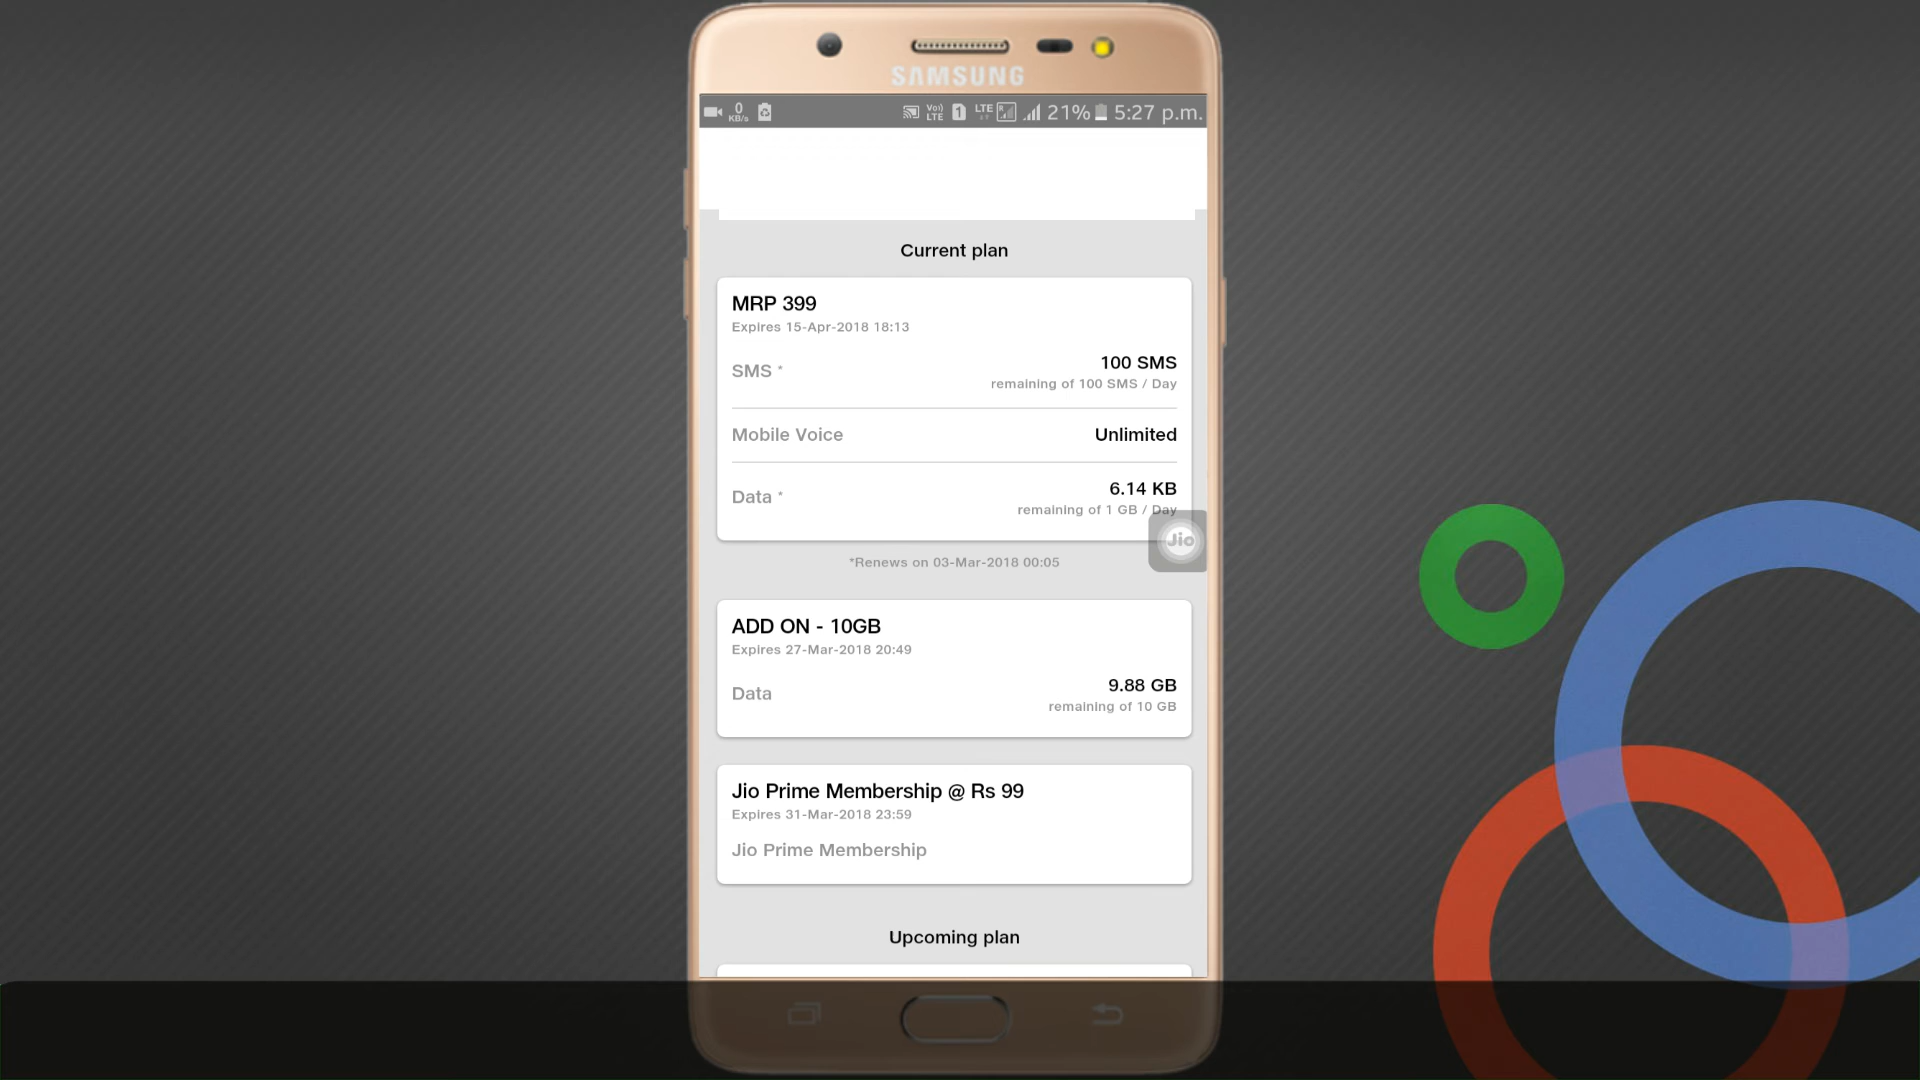 SAMSUNG
0 KB/s VoI) LTE 1 LTE R 21% 5:27 p.m.
Current plan
MRP 399
Expires 15-Apr-2018 18:13
SMS * 100 SMS
remaining of 100 SMS / Day
Mobile Voice Unlimited
Data * 6.14 KB
remaining of 1 GB / Day
Jio
*Renews on 03-Mar-2018 00:05
ADD ON - 10GB
Expires 27-Mar-2018 20:49
Data 9.88 GB
remaining of 10 GB
Jio Prime Membership @ Rs 99
Expires 31-Mar-2018 23:59
Jio Prime Membership
Upcoming plan